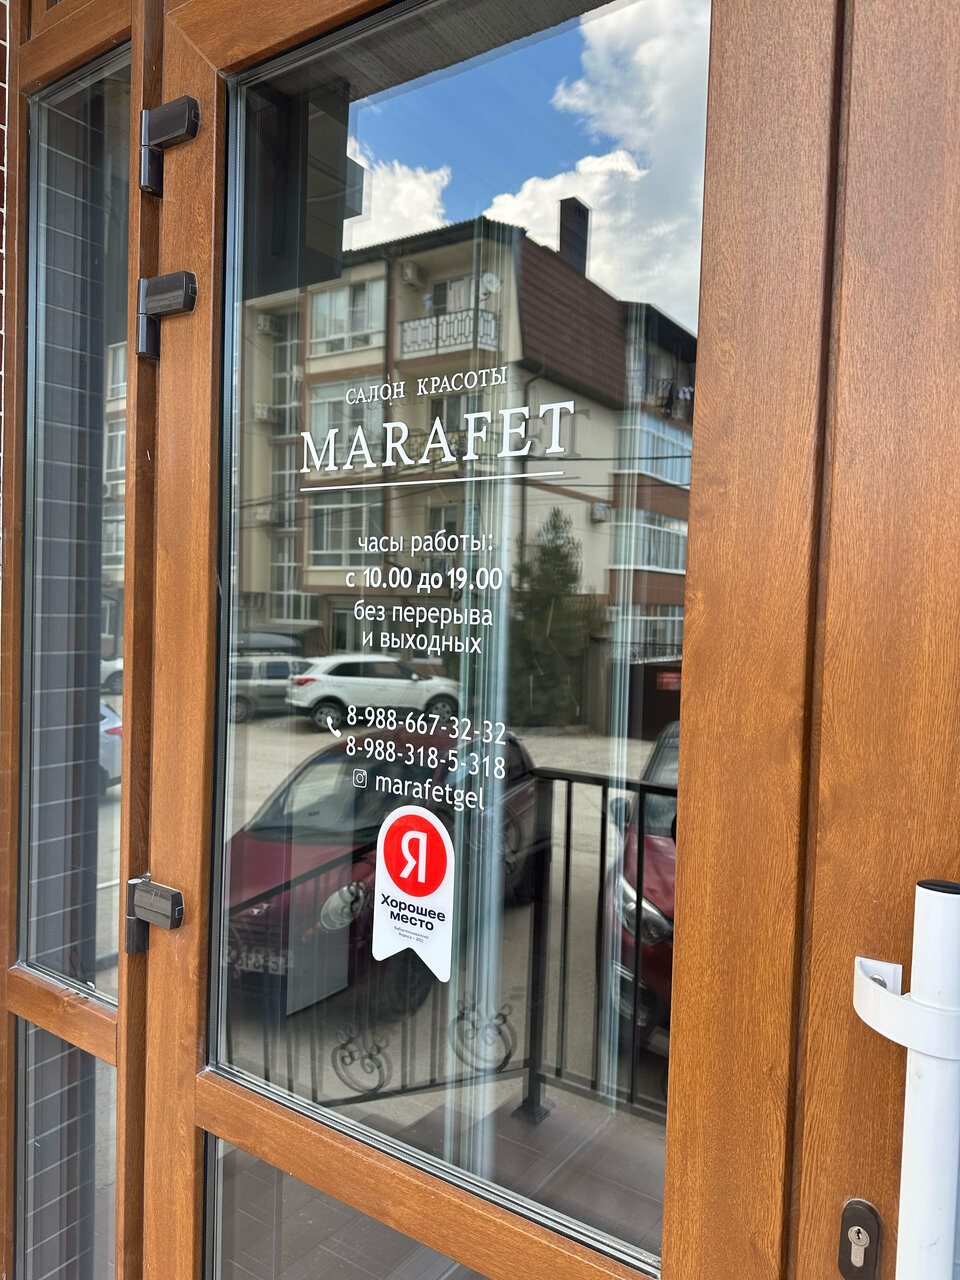 САЛОН КРАСОТЫ
MARAFET
часы работы:
с 10.00 до 19.00
без перерыва
и выходных
8-988-667-32-32
8-988-318-5-318
marafetgel
Я
Хорошее
место